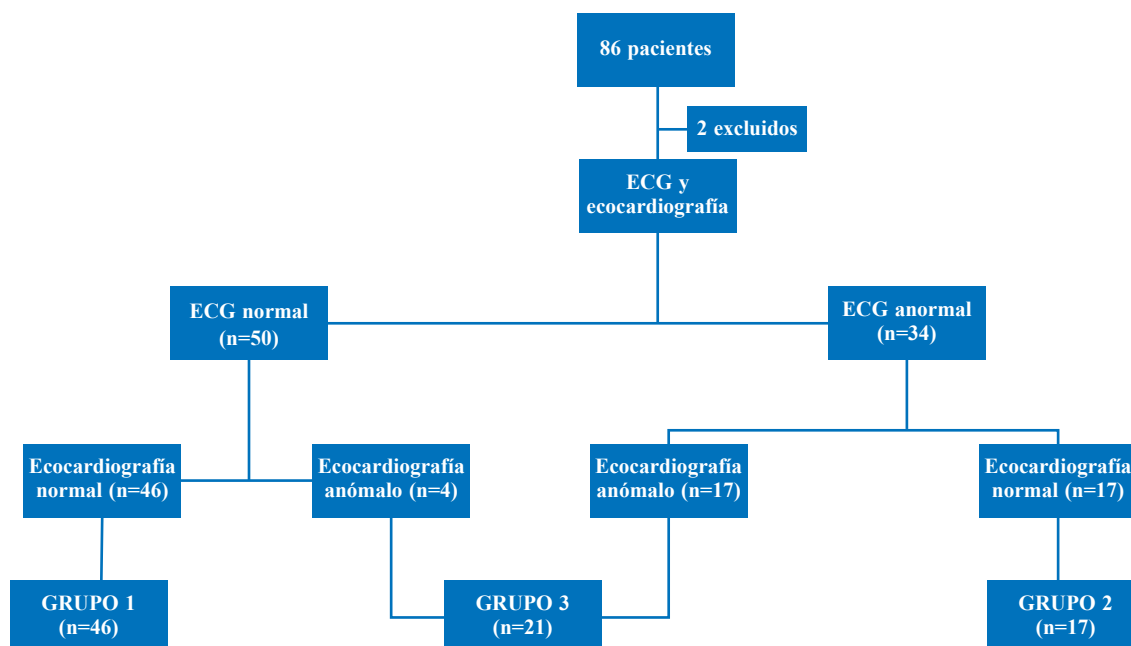 86 pacientes
2 excluidos
ECG y
ecocardiografía
ECG normal
(n=50)
ECG anormal
(n=34)
Ecocardiografía
normal (n=46)
Ecocardiografía
anómalo (n=4)
Ecocardiografía
anómalo (n=17)
Ecocardiografía
normal (n=17)
GRUPO 1
(n=46)
GRUPO 3
(n=21)
GRUPO 2
(n=17)